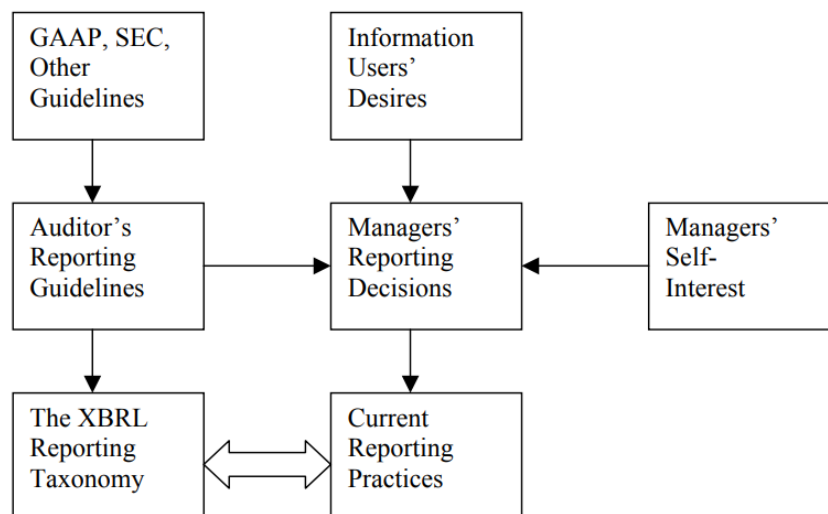 GAAP, SEC,
Other
Guidelines
Information
Users’
Desires
Auditor’s
Reporting
Guidelines
Managers’
Reporting
Decisions
Managers’
Self-
Interest
The XBRL
Reporting
Taxonomy
Current
Reporting
Practices